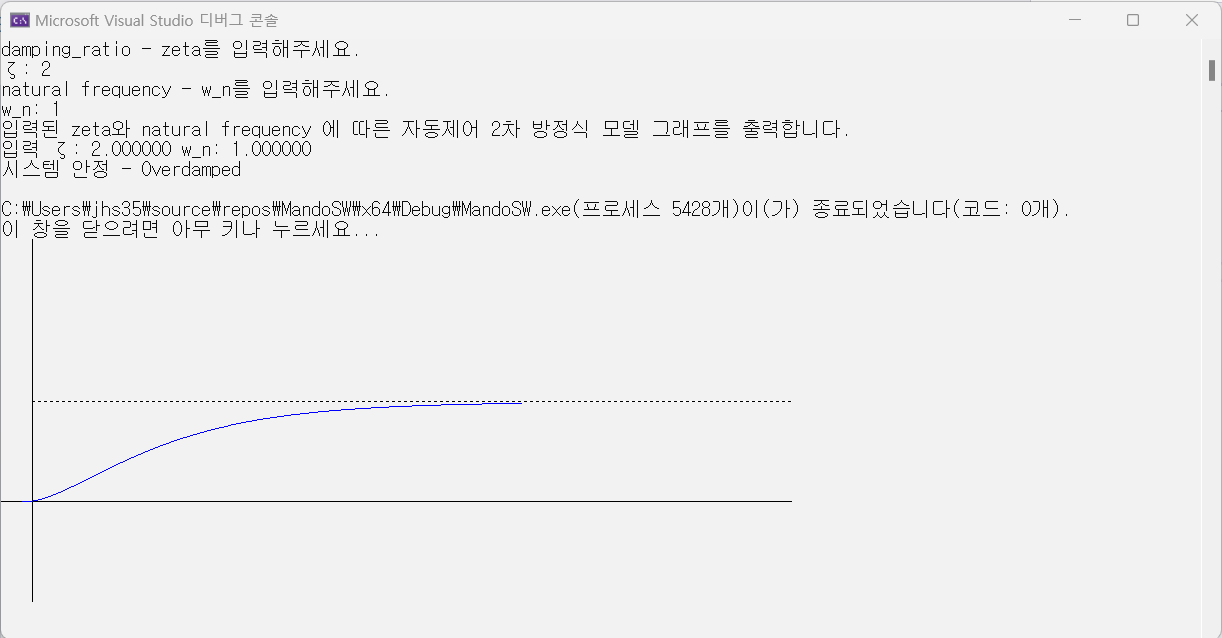 Microsoft Visual Studio 디버그 콘솔
damping_ratio - zeta를 입력해주세요.
ζ: 2
natural frequency - w_n를 입력해주세요.
w_n: 1
입력된 zeta와 natural frequency 에 따른 자동제어 2차 방정식 모델 그래프를 출력합니다.
입력 ζ: 2.000000 w_n: 1.000000
시스템 안정 - Overdamped
C:₩Users₩jhs35₩source₩repos₩MandoSW₩x64₩Debug₩MandoSW.exe(프로세스 5428개)이(가) 종료되었습니다(코드: 0개).
이 창을 닫으려면 아무 키나 누르세요...